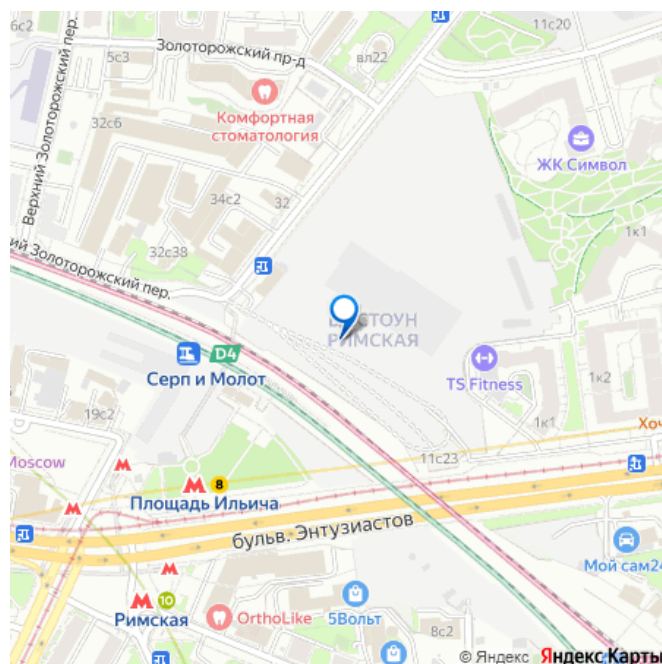 6с2
11с20
Золоторожский пр-д
вл22
5с3
Комфортная
стоматология
32с6
ЖК Символ
Верхний Золоторожский пер.
34с2
32
1к1
32с38
ий Золоторожский пер.
РИМСКАЯ
D4
Серп и Молот
TS Fitness
1к2
19с2
1к1
Хоч
Moscow
11с23
8
Площадь Ильича
бульв. Энтузиастов
Мой сам24
10
Римская
OrthoLike
5Вольт
8с2
© Яндекс Яндекс Карты